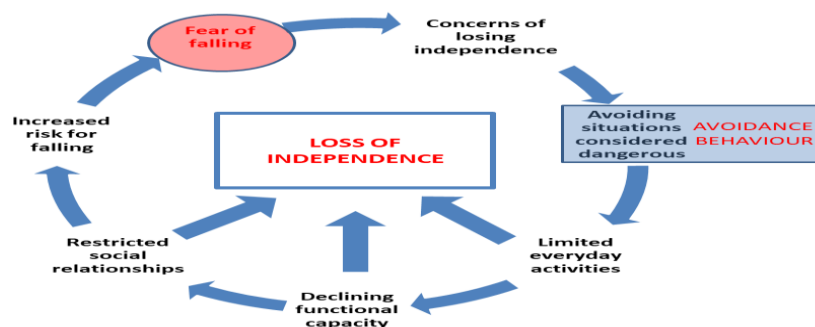 Fear of
falling
Concerns of
losing
independence
Avoiding
situations
considered
dangerous
AVOIDANCE
BEHAVIOUR
Limited
everyday
activities
Declining
functional
capacity
Restricted
social
relationships
Increased
risk for
falling
LOSS OF
INDEPENDENCE